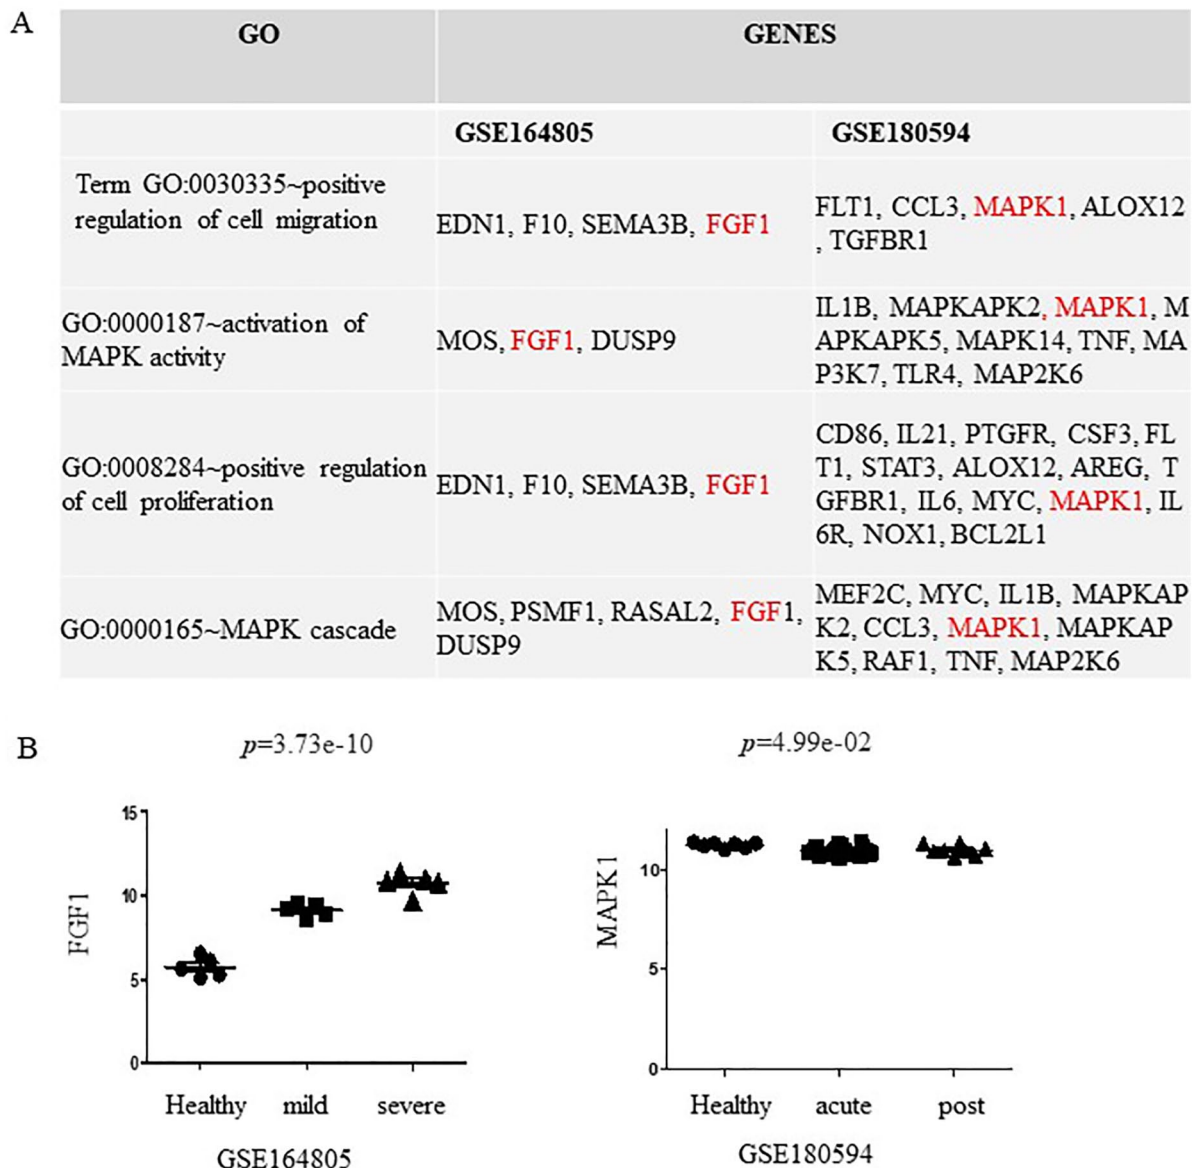 A
GO GENES
GSE164805 GSE180594
Term GO:0030335~positive
regulation of cell migration
EDN1, F10, SEMA3B, FGF1
FLT1, CCL3, MAPK1, ALOX12
, TGFBR1
GO:0000187~activation of
MAPK activity
MOS, FGF1, DUSP9
IL1B, MAPKAPK2, MAPK1, M
APKAPK5, MAPK14, TNF, MA
P3K7, TLR4, MAP2K6
GO:0008284~positive regulation
of cell proliferation
EDN1, F10, SEMA3B, FGF1
CD86, IL21, PTGFR, CSF3, FL
T1, STAT3, ALOX12, AREG, T
GFBR1, IL6, MYC, MAPK1, IL
6R, NOX1, BCL2L1
GO:0000165~MAPK cascade
MOS, PSMF1, RASAL2, FGF1,
DUSP9
MEF2C, MYC, IL1B, MAPKAP
K2, CCL3, MAPK1, MAPKAP
K5, RAF1, TNF, MAP2K6
B
p=3.73e-10
FGF1
15
10
5
0
Healthy mild severe
GSE164805
p=4.99e-02
MAPK1
10
5
0
Healthy acute post
GSE180594